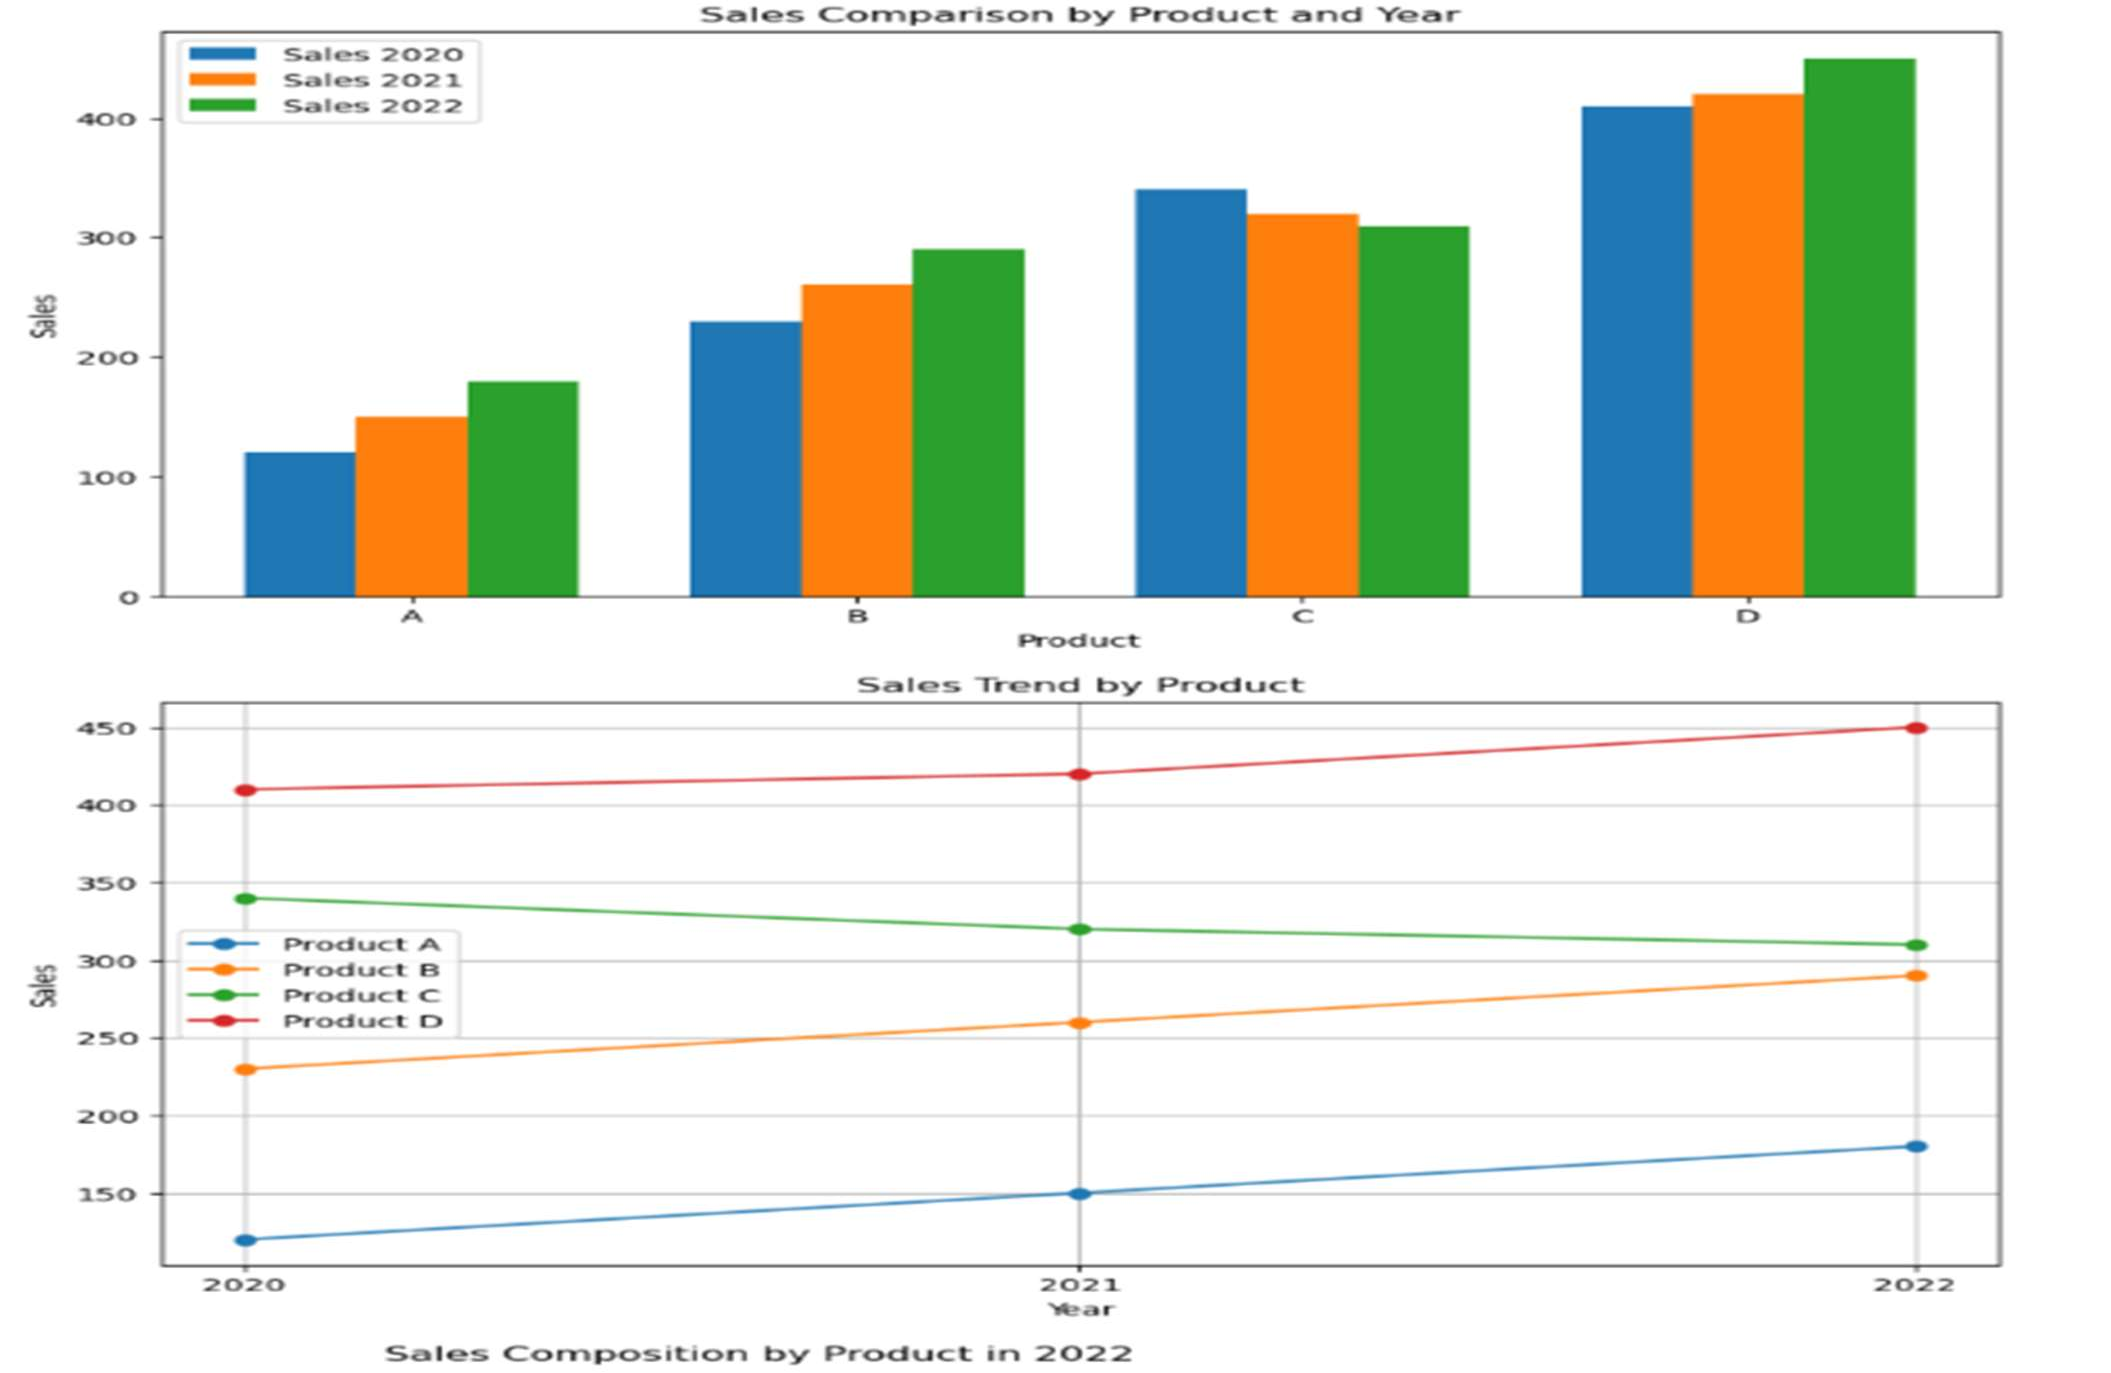 Sales Comparison by Product and Year
Sales 2020
Sales 2021
Sales 2022
400
300
200
100
0
Sales
A B C D
Product
Sales Trend by Product
450
400
350
300
250
200
150
Sales
Product A
Product B
Product C
Product D
2020 2021 2022
Year
Sales Composition by Product in 2022